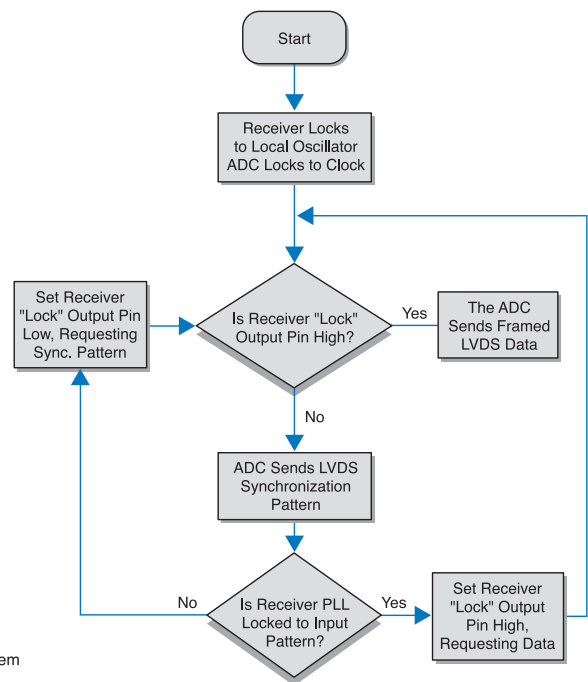 Start
Receiver Locks
to Local Oscillator
ADC Locks to Clock
Set Receiver
"Lock" Output Pin
Low, Requesting
Sync. Pattern
Is Receiver "Lock"
Output Pin High?
Yes
The ADC
Sends Framed
LVDS Data
No
ADC Sends LVDS
Synchronization
Pattern
No
Is Receiver PLL
Locked to Input
Pattern?
Yes
Set Receiver
"Lock" Output
Pin High,
Requesting Data
em